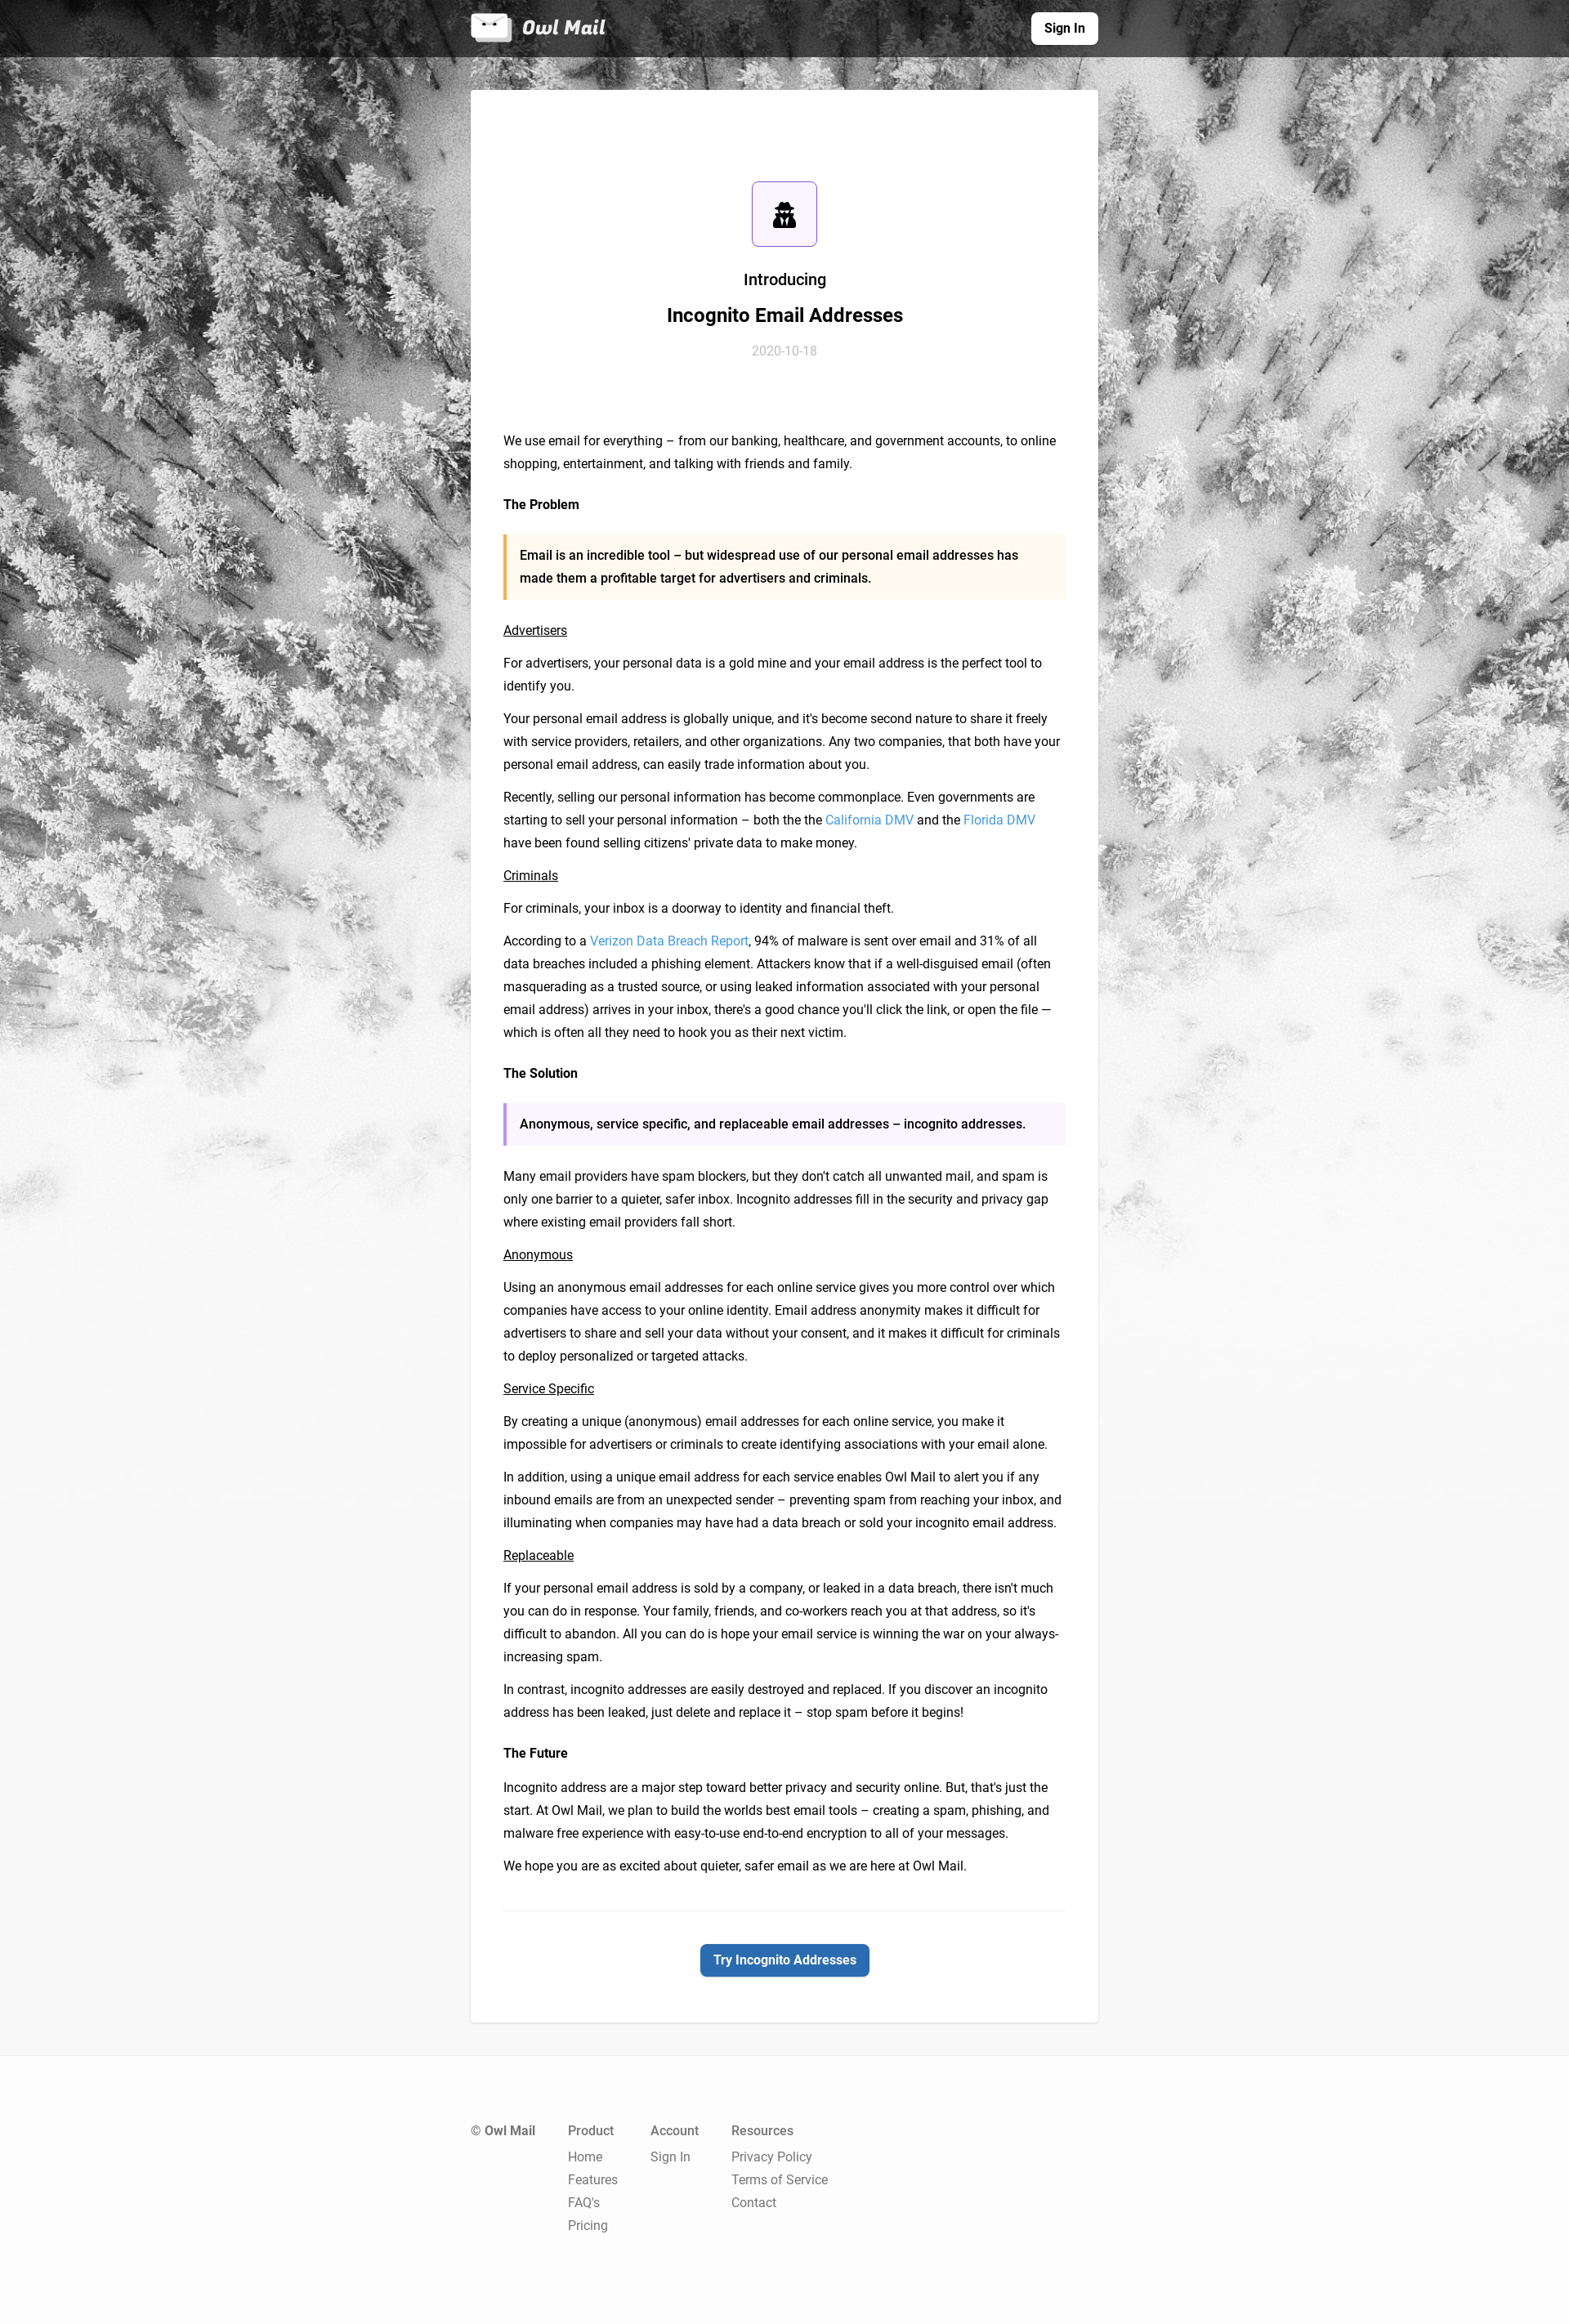 Owl Mail
Sign In
Introducing
Incognito Email Addresses
2020-10-18
We use email for everything – from our banking, healthcare, and government accounts, to online
shopping, entertainment, and talking with friends and family.
The Problem
Email is an incredible tool – but widespread use of our personal email addresses has
made them a profitable target for advertisers and criminals.
Advertisers
For advertisers, your personal data is a gold mine and your email address is the perfect tool to
identify you.
Your personal email address is globally unique, and it's become second nature to share it freely
with service providers, retailers, and other organizations. Any two companies, that both have your
personal email address, can easily trade information about you.
Recently, selling our personal information has become commonplace. Even governments are
starting to sell your personal information – both the the California DMV and the Florida DMV
have been found selling citizens' private data to make money.
Criminals
For criminals, your inbox is a doorway to identity and financial theft.
According to a Verizon Data Breach Report, 94% of malware is sent over email and 31% of all
data breaches included a phishing element. Attackers know that if a well-disguised email (often
masquerading as a trusted source, or using leaked information associated with your personal
email address) arrives in your inbox, there's a good chance you'll click the link, or open the file —
which is often all they need to hook you as their next victim.
The Solution
Anonymous, service specific, and replaceable email addresses – incognito addresses.
Many email providers have spam blockers, but they don't catch all unwanted mail, and spam is
only one barrier to a quieter, safer inbox. Incognito addresses fill in the security and privacy gap
where existing email providers fall short.
Anonymous
Using an anonymous email addresses for each online service gives you more control over which
companies have access to your online identity. Email address anonymity makes it difficult for
advertisers to share and sell your data without your consent, and it makes it difficult for criminals
to deploy personalized or targeted attacks.
Service Specific
By creating a unique (anonymous) email addresses for each online service, you make it
impossible for advertisers or criminals to create identifying associations with your email alone.
In addition, using a unique email address for each service enables Owl Mail to alert you if any
inbound emails are from an unexpected sender – preventing spam from reaching your inbox, and
illuminating when companies may have had a data breach or sold your incognito email address.
Replaceable
If your personal email address is sold by a company, or leaked in a data breach, there isn't much
you can do in response. Your family, friends, and co-workers reach you at that address, so it's
difficult to abandon. All you can do is hope your email service is winning the war on your always-
increasing spam.
In contrast, incognito addresses are easily destroyed and replaced. If you discover an incognito
address has been leaked, just delete and replace it – stop spam before it begins!
The Future
Incognito address are a major step toward better privacy and security online. But, that's just the
start. At Owl Mail, we plan to build the worlds best email tools – creating a spam, phishing, and
malware free experience with easy-to-use end-to-end encryption to all of your messages.
We hope you are as excited about quieter, safer email as we are here at Owl Mail.
Try Incognito Addresses
© Owl Mail
Product
Home
Features
FAQ's
Pricing
Account
Sign In
Resources
Privacy Policy
Terms of Service
Contact